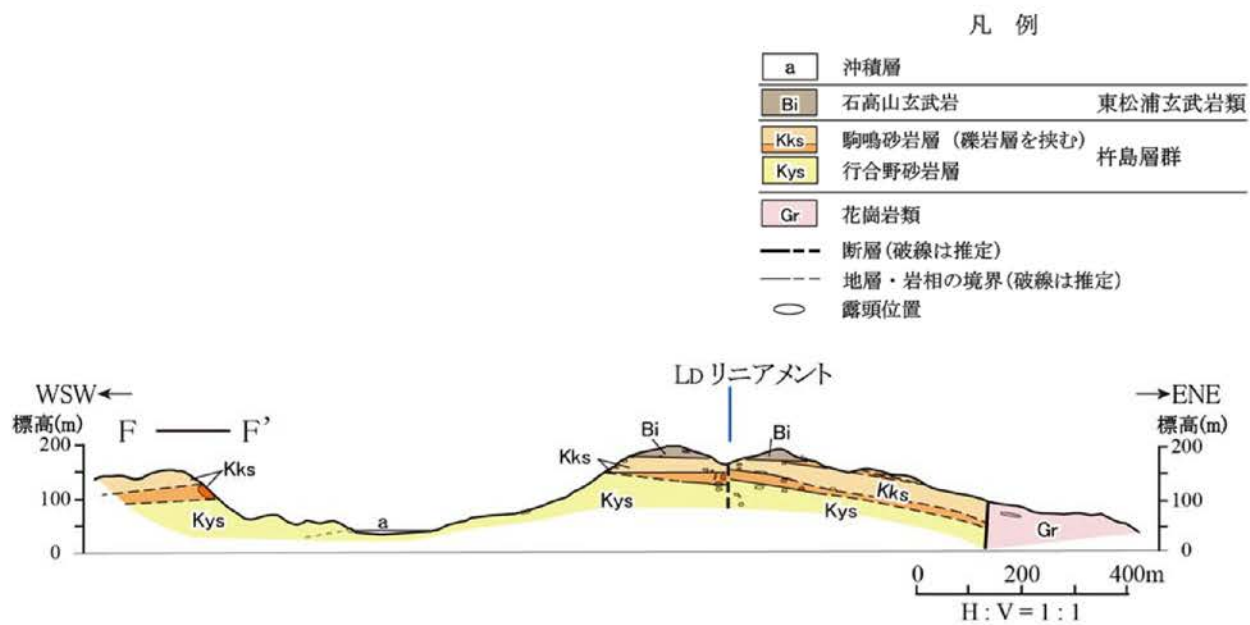 凡 例
a 沖積層
Bi 石高山玄武岩 東松浦玄武岩類
Kks 駒鳴砂岩層 (礫岩層を挟む)
杵島層群
Kys 行合野砂岩層
Gr 花崗岩類
断層(破線は推定)
地層・岩相の境界(破線は推定)
露頭位置
LD リニアメント
WSW
ENE
標高(m)
標高(m)
F F’
200
200
Bi
Bi
Kks
Kks
Kks
100
100
Kys
Kys
Kys
a
Gr
0
0
0 200 400m
H : V = 1 : 1